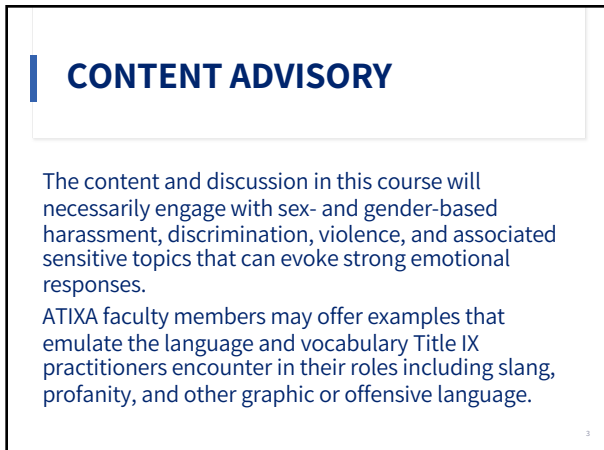 CONTENT ADVISORY
The content and discussion in this course will
necessarily engage with sex- and gender-based
harassment, discrimination, violence, and associated
sensitive topics that can evoke strong emotional
responses.
ATIXA faculty members may offer examples that
emulate the language and vocabulary Title IX
practitioners encounter in their roles including slang,
profanity, and other graphic or offensive language.
3